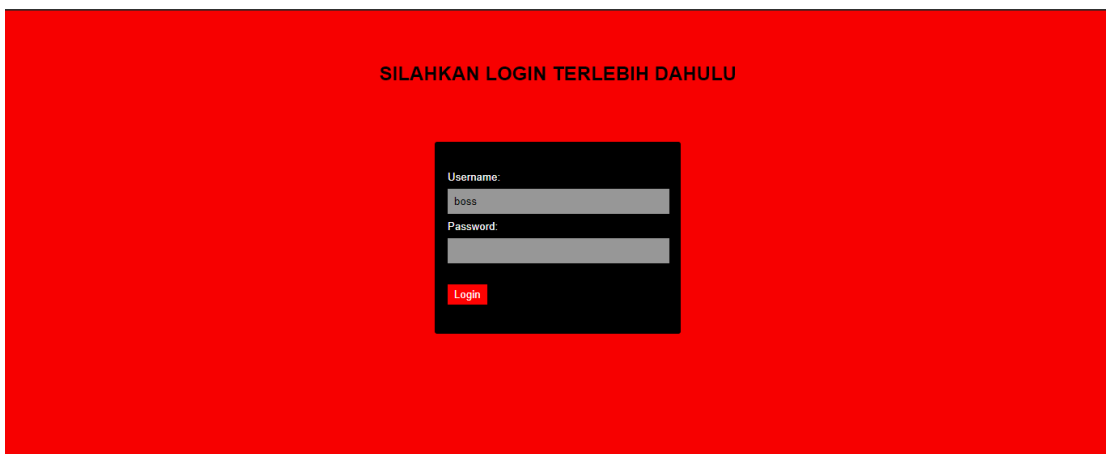 SILAHKAN LOGIN TERLEBIH DAHULU
Username:
boss
Password:
Login